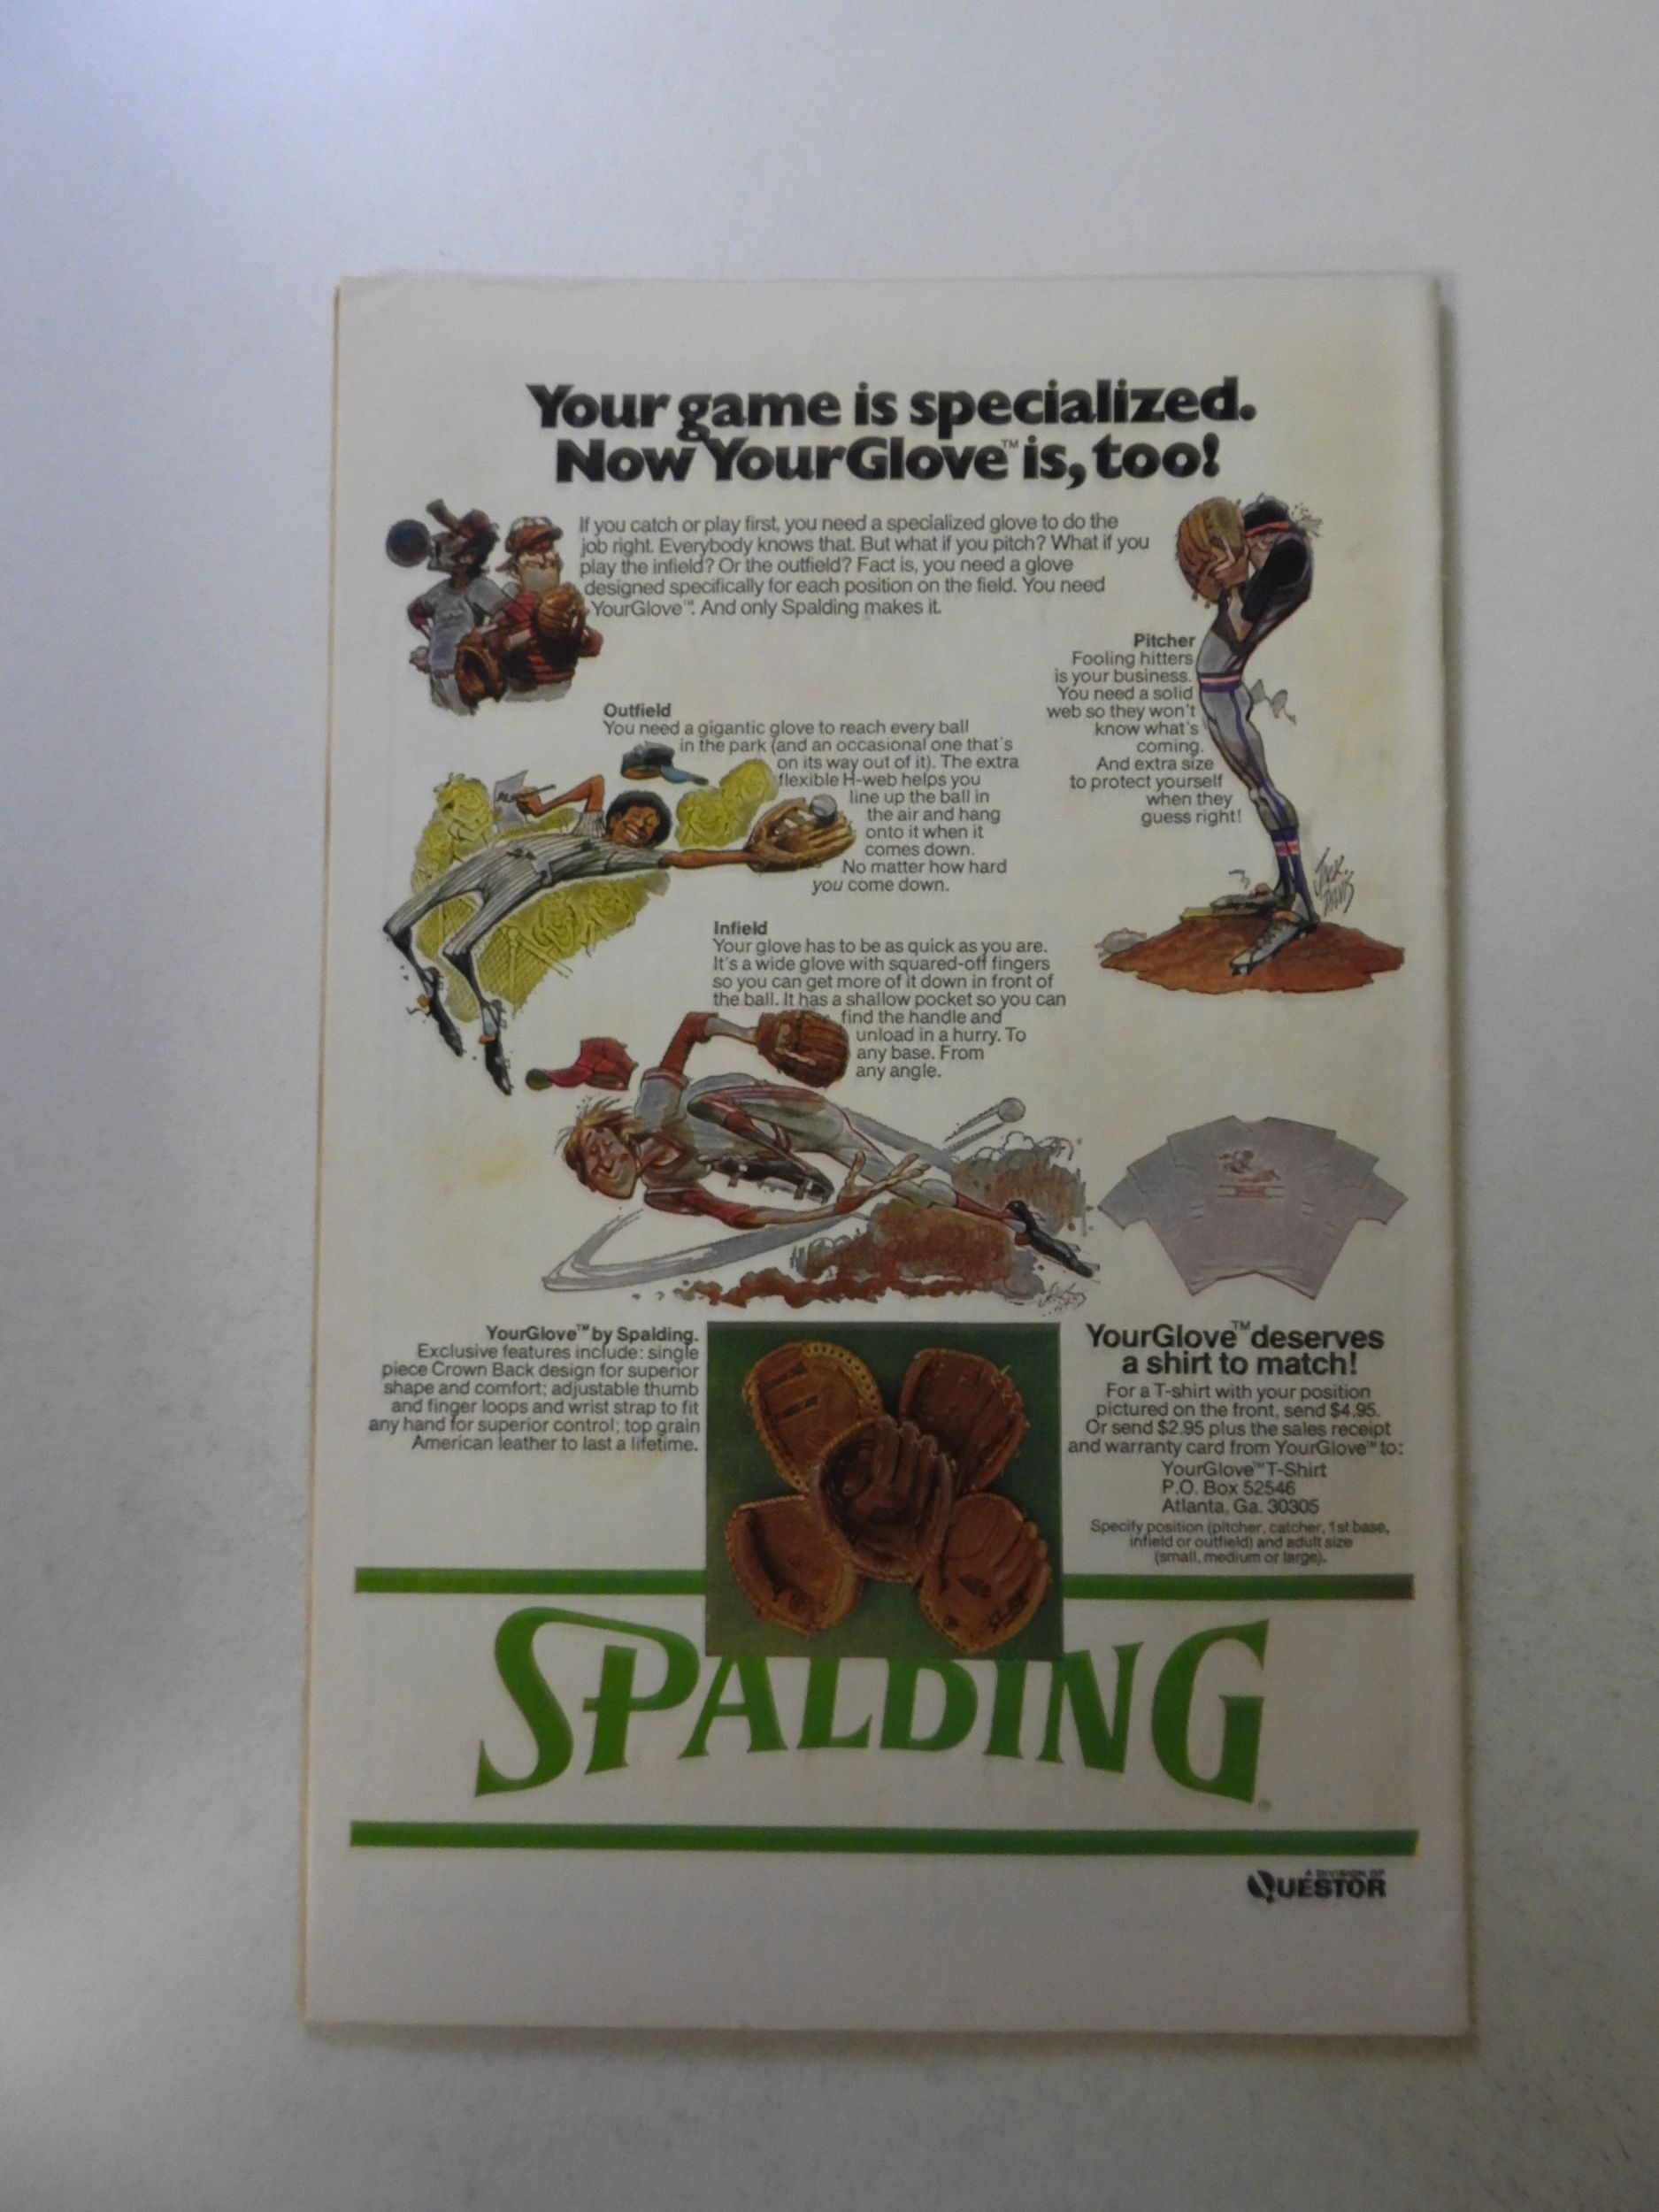 Your game is specialized.
Now YourGlove™ is, too!
If you catch or play first, you need a specialized glove to do the
job right. Everybody knows that. But what if you pitch? What if you
play the infield? Or the outfield? Fact is, you need a glove
designed specifically for each position on the field. You need
YourGlove™. And only Spalding makes it.
Pitcher
Fooling hitters
is your business.
You need a solid
web so they won't
know what's
coming.
And extra size
to protect yourself
when they
guess right!
Jack
Davis
Outfield
You need a gigantic glove to reach every ball
in the park (and an occasional one that's
on its way out of it). The extra
flexible H-web helps you
line up the ball in
the air and hang
onto it when it
comes down.
No matter how hard
you come down.
Infield
Your glove has to be as quick as you are.
It's a wide glove with squared-off fingers
so you can get more of it down in front of
the ball. It has a shallow pocket so you can
find the handle and
unload in a hurry. To
any base. From
any angle.
YourGlove™ by Spalding.
Exclusive features include: single
piece Crown Back design for superior
shape and comfort; adjustable thumb
and finger loops and wrist strap to fit
any hand for superior control; top grain
American leather to last a lifetime.
YourGlove™ deserves
a shirt to match!
For a T-shirt with your position
pictured on the front, send $4.95.
Or send $2.95 plus the sales receipt
and warranty card from YourGlove™ to:
YourGlove™ T-Shirt
P.O. Box 52546
Atlanta, Ga. 30305
Specify position (pitcher, catcher, 1st base,
infield or outfield) and adult size
(small, medium or large).
SPALDING®
A DIVISION OF
QUESTOR